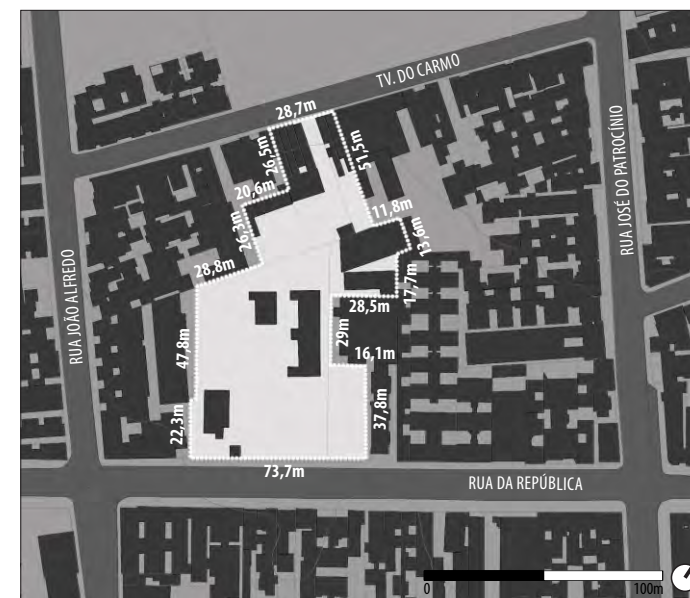 TV. DO CARMO
28,7m
26,5m
51,5m
20,6m
11,8m
13,6m
26,3m
28,8m
17,7m
28,5m
47,8m
29m
16,1m
37,8m
22,3m
73,7m
RUA JOÃO ALFREDO
RUA JOSÉ DO PATROCÍNIO
RUA DA REPÚBLICA
0
100m